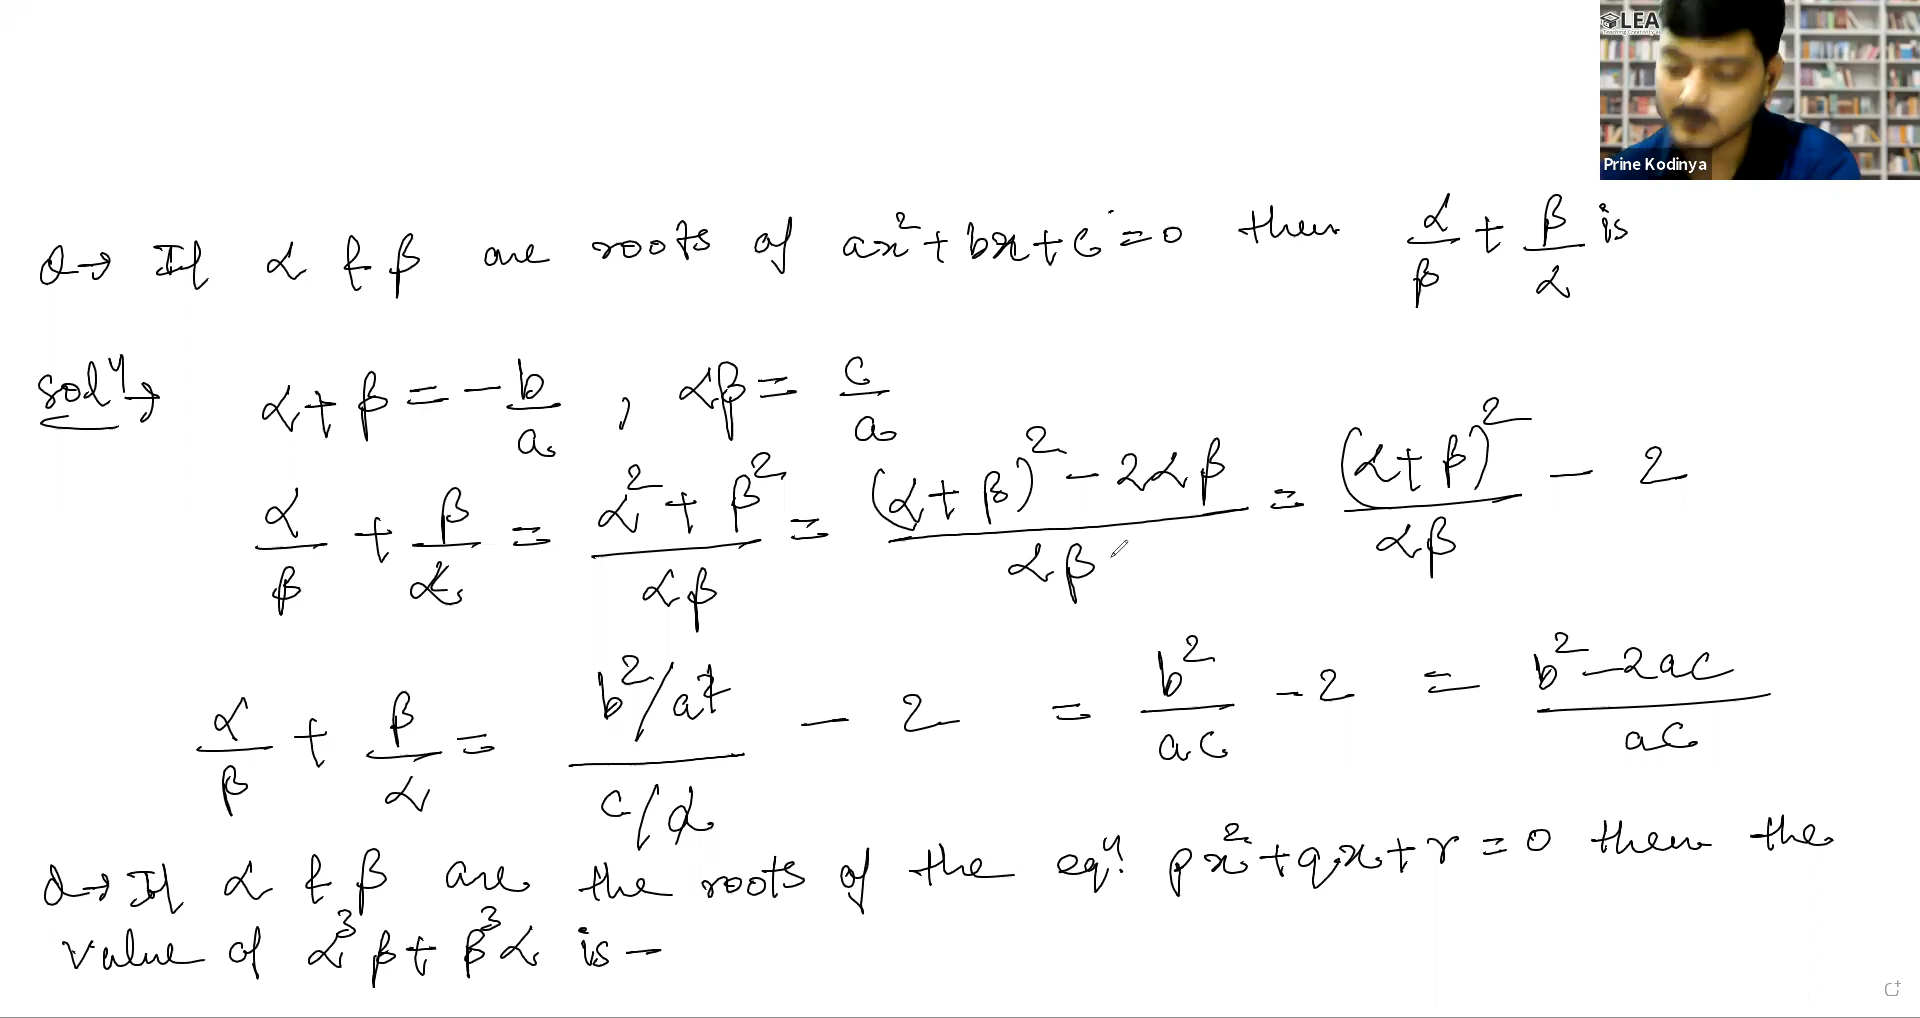 LEA
Prine Kodinya
Q→ If α & β are roots of ax²+bx+c=0 then α/β + β/α is
Solⁿ→ α+β = -b/a , αβ = c/a
α/β + β/α = (α²+β²)/αβ = ((α+β)²-2αβ)/αβ = (α+β)²/αβ - 2
α/β + β/α = (b²/a²)/(c/a) - 2 = b²/ac - 2 = (b²-2ac)/ac
Q→ If α & β are the roots of the eqⁿ. px²+qx+r=0 then the
value of α³β+β³α is —